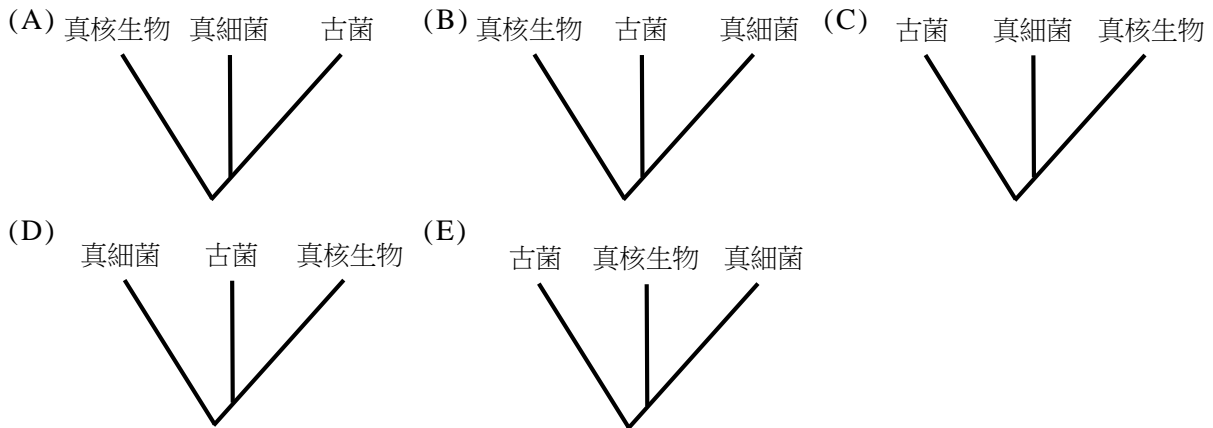 (A) 真核生物 真細菌 古菌
(B) 真核生物 古菌 真細菌
(C) 古菌 真細菌 真核生物
(D) 真細菌 古菌 真核生物
(E) 古菌 真核生物 真細菌